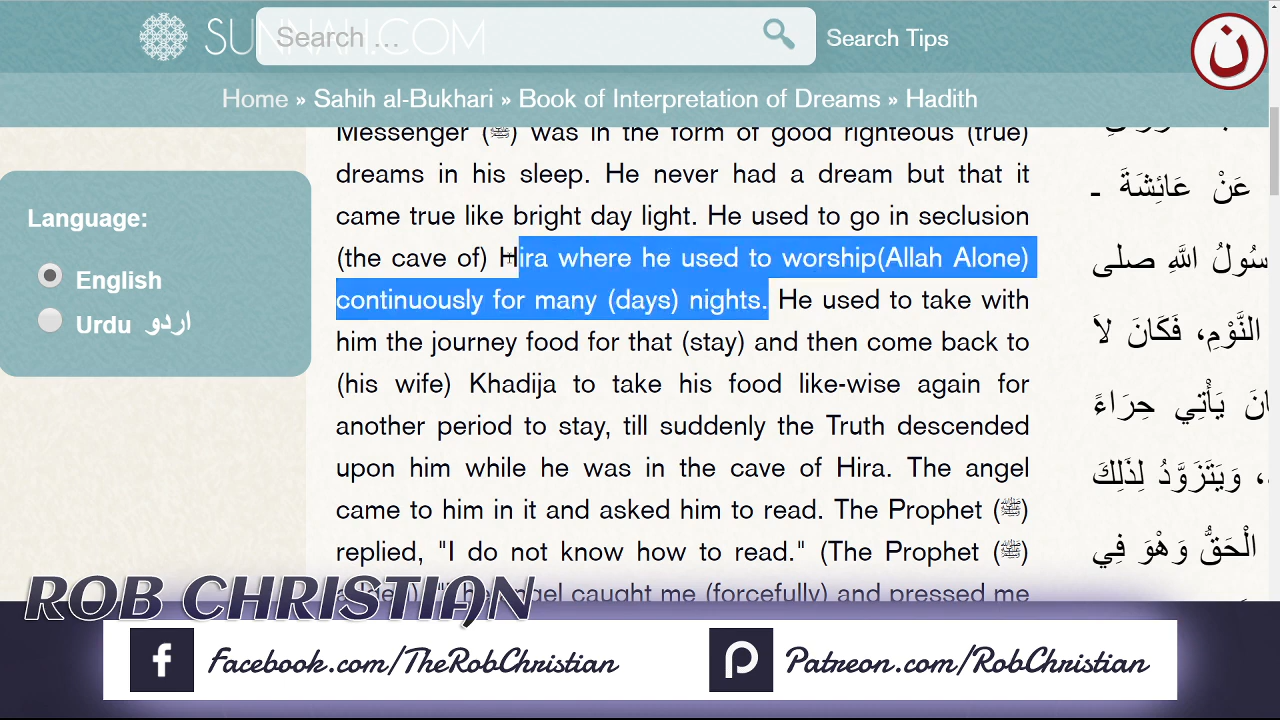 SUNNAH.COM
Search ...
Search Tips
ن
Home » Sahih al-Bukhari » Book of Interpretation of Dreams » Hadith
Messenger (ﷺ) was in the form of good righteous (true)
dreams in his sleep. He never had a dream but that it
came true like bright day light. He used to go in seclusion
(the cave of) Hira where he used to worship(Allah Alone)
continuously for many (days) nights. He used to take with
him the journey food for that (stay) and then come back to
(his wife) Khadija to take his food like-wise again for
another period to stay, till suddenly the Truth descended
upon him while he was in the cave of Hira. The angel
came to him in it and asked him to read. The Prophet (ﷺ)
replied, "I do not know how to read." (The Prophet (ﷺ)
angel caught me (forcefully) and pressed me
Language:
English
Urdu اردو
عَنْ عَائِشَةَ ـ
سُولُ اللَّهِ صلى
النَّوْمِ، فَكَانَ لاَ
انَ يَأْتِي حِرَاءً
، وَيَتَزَوَّدُ لِذَلِكَ
الْحَقُّ وَهْوَ فِي
ROB CHRISTIAN
Facebook.com/TheRobChristian
Patreon.com/RobChristian